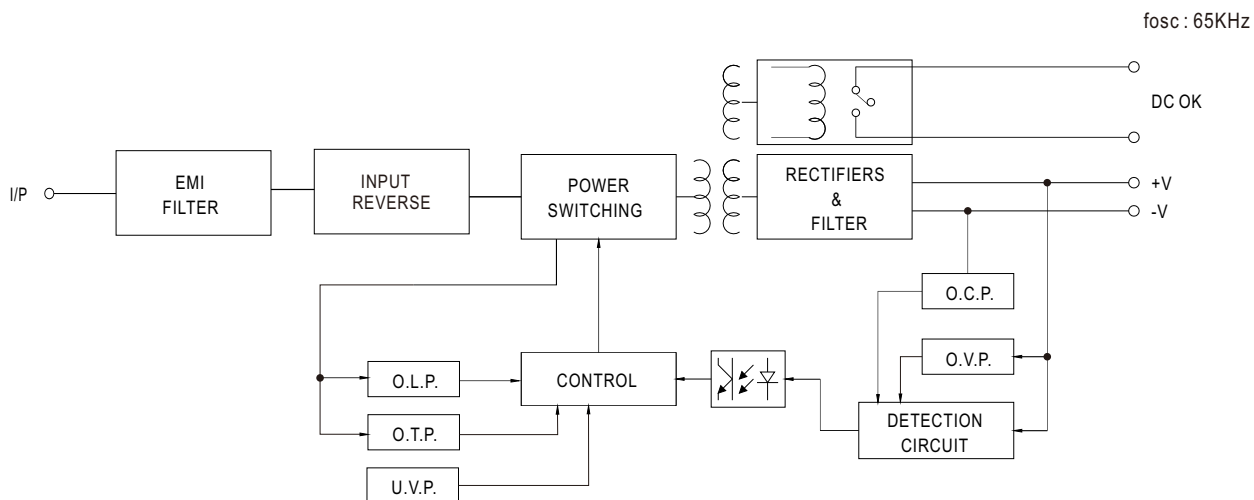 fosc : 65KHz
DC OK
I/P
EMI
FILTER
INPUT
REVERSE
POWER
SWITCHING
RECTIFIERS
&
FILTER
+V
-V
O.C.P.
O.V.P.
O.L.P.
CONTROL
O.T.P.
DETECTION
CIRCUIT
U.V.P.